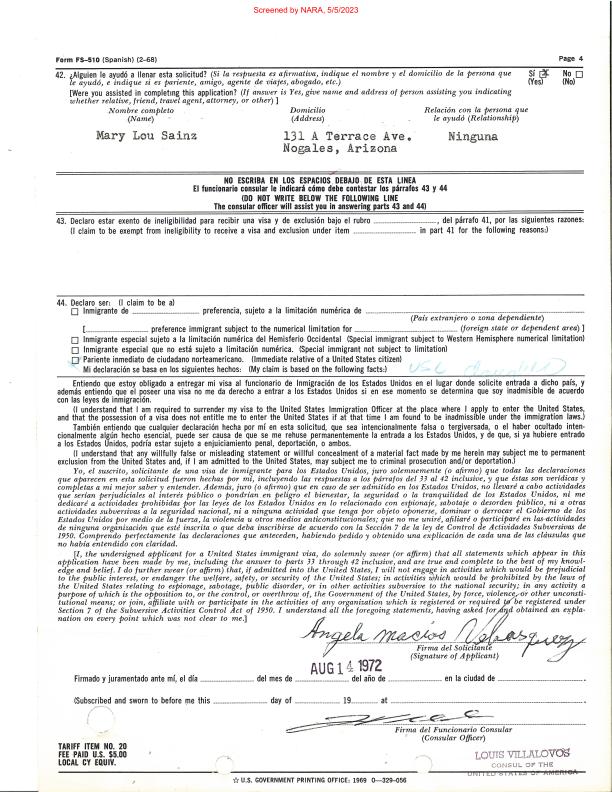 Screened by NARA, 5/5/2023
Form FS-510 (Spanish) (2-68)
Page 4
42. ¿Alguien le ayudó a llenar esta solicitud? (Si la respuesta es afirmativa, indique el nombre y el domicilio de la persona que Sí ☒ No ☐
le ayudó, e indique si es pariente, amigo, agente de viajes, abogado, etc.) (Yes) (No)
[Were you assisted in completing this application? (If answer is Yes, give name and address of person assisting you indicating
whether relative, friend, travel agent, attorney, or other) ]
Nombre completo Domicilio Relación con la persona que
(Name) (Address) le ayudó (Relationship)
Mary Lou Sainz 131 A Terrace Ave. Ninguna
Nogales, Arizona
NO ESCRIBA EN LOS ESPACIOS DEBAJO DE ESTA LINEA
El funcionario consular le indicará cómo debe contestar los párrafos 43 y 44
(DO NOT WRITE BELOW THE FOLLOWING LINE
The consular officer will assist you in answering parts 43 and 44)
43. Declaro estar exento de ineligibilidad para recibir una visa y de exclusión bajo el rubro ...................., del párrafo 41, por las siguientes razones:
(I claim to be exempt from ineligibility to receive a visa and exclusion under item .............................. in part 41 for the following reasons:)
44. Declaro ser: (I claim to be a)
☐ Inmigrante de ...................... preferencia, sujeto a la limitación numérica de ......................
(País extranjero o zona dependiente)
[...................... preference immigrant subject to the numerical limitation for ...................... (foreign state or dependent area) ]
☐ Inmigrante especial sujeto a la limitación numérica del Hemisferio Occidental (Special immigrant subject to Western Hemisphere numerical limitation)
☐ Inmigrante especial que no está sujeto a limitación numérica. (Special immigrant not subject to limitation)
☐ Pariente inmediato de ciudadano norteamericano. (Immediate relative of a United States citizen)
Mi declaración se basa en los siguientes hechos: (My claim is based on the following facts:) USC
Entiendo que estoy obligado a entregar mi visa al funcionario de Inmigración de los Estados Unidos en el lugar donde solicite entrada a dicho país, y
además entiendo que el poseer una visa no me da derecho a entrar a los Estados Unidos si en ese momento se determina que soy inadmisible de acuerdo
con las leyes de inmigración.
(I understand that I am required to surrender my visa to the United States Immigration Officer at the place where I apply to enter the United States,
and that the possession of a visa does not entitle me to enter the United States if at that time I am found to be inadmissible under the immigration laws.)
También entiendo que cualquier declaración hecha por mí en esta solicitud, que sea intencionalmente falsa o tergiversada, o el haber ocultado inten-
cionalmente algún hecho esencial, puede ser causa de que se me rehuse permanentemente la entrada a los Estados Unidos, y de que, si ya hubiere entrado
a los Estados Unidos, podría estar sujeto a enjuiciamiento penal, deportación, o ambos.
(I understand that any willfully false or misleading statement or willful concealment of a material fact made by me herein may subject me to permanent
exclusion from the United States and, if I am admitted to the United States, may subject me to criminal prosecution and/or deportation.)
Yo, el escrito, solicitante de una visa de inmigrante para los Estados Unidos, juro solemnemente (o afirmo) que todas las declaraciones
que aparecen en esta solicitud fueron hechas por mí, incluyendo las respuestas a los párrafos del 33 al 42 inclusive, y que éstas son verídicas y
completas a mi mejor saber y entender. Además, juro (o afirmo) que en caso de ser admitido en los Estados Unidos, no llevaré a cabo actividades
que serían perjudiciales al interés público o pondrían en peligro el bienestar, la seguridad o la tranquilidad de los Estados Unidos, ni me
dedicaré a actividades prohibidas por las leyes de los Estados Unidos en lo relacionado con espionaje, sabotaje o desórden público, ni a otras
actividades subversivas a la seguridad nacional, ni a ninguna actividad que tenga por objeto oponerse, dominar o derrocar el Gobierno de los
Estados Unidos por medio de la fuerza, la violencia u otros medios anticonstitucionales; que no me uniré, afiliaré o participaré en las actividades
de ninguna organización que esté inscrita o que deba inscribirse de acuerdo con la Sección 7 de la ley de Control de Actividades Subversivas de
1950. Comprendo perfectamente las declaraciones que anteceden, habiendo pedido y obtenido una explicación de cada una de las cláusulas que
no había entendido con claridad.
[I, the undersigned applicant for a United States immigrant visa, do solemnly swear (or affirm) that all statements which appear in this
application have been made by me, including the answer to parts 33 through 42 inclusive, and are true and complete to the best of my knowl-
edge and belief. I do further swear (or affirm) that, if admitted into the United States, I will not engage in activities which would be prejudicial
to the public interest, or endanger the welfare, safety, or security of the United States; in activities which would be prohibited by the laws of
the United States relating to espionage, sabotage, public disorder, or in other activities subversive to the national security; in any activity a
purpose of which is the opposition to, or the control, or overthrow of, the Government of the United States, by force, violence, or other unconsti-
tutional means; or join, affiliate with or participate in the activities of any organization which is registered or required to be registered under
Section 7 of the Subversive Activities Control Act of 1950. I understand all the foregoing statements, having asked for and obtained an expla-
nation on every point which was not clear to me.]
Angela Macios Velasquez
Firma del Solicitante
(Signature of Applicant)
AUG 14 1972
Firmado y juramentado ante mí, el día ...................... del mes de ...................... del año de ...................... en la ciudad de ......................
(Subscribed and sworn to before me this ...................... day of ...................... 19........ at ......................
Firma del Funcionario Consular
(Consular Officer)
TARIFF ITEM NO. 20
FEE PAID U.S. $5.00
LOCAL CY EQUIV.
LOUIS VILLALOVOS
CONSUL OF THE
UNITED STATES OF AMERICA
☆ U.S. GOVERNMENT PRINTING OFFICE: 1969 O—329-056